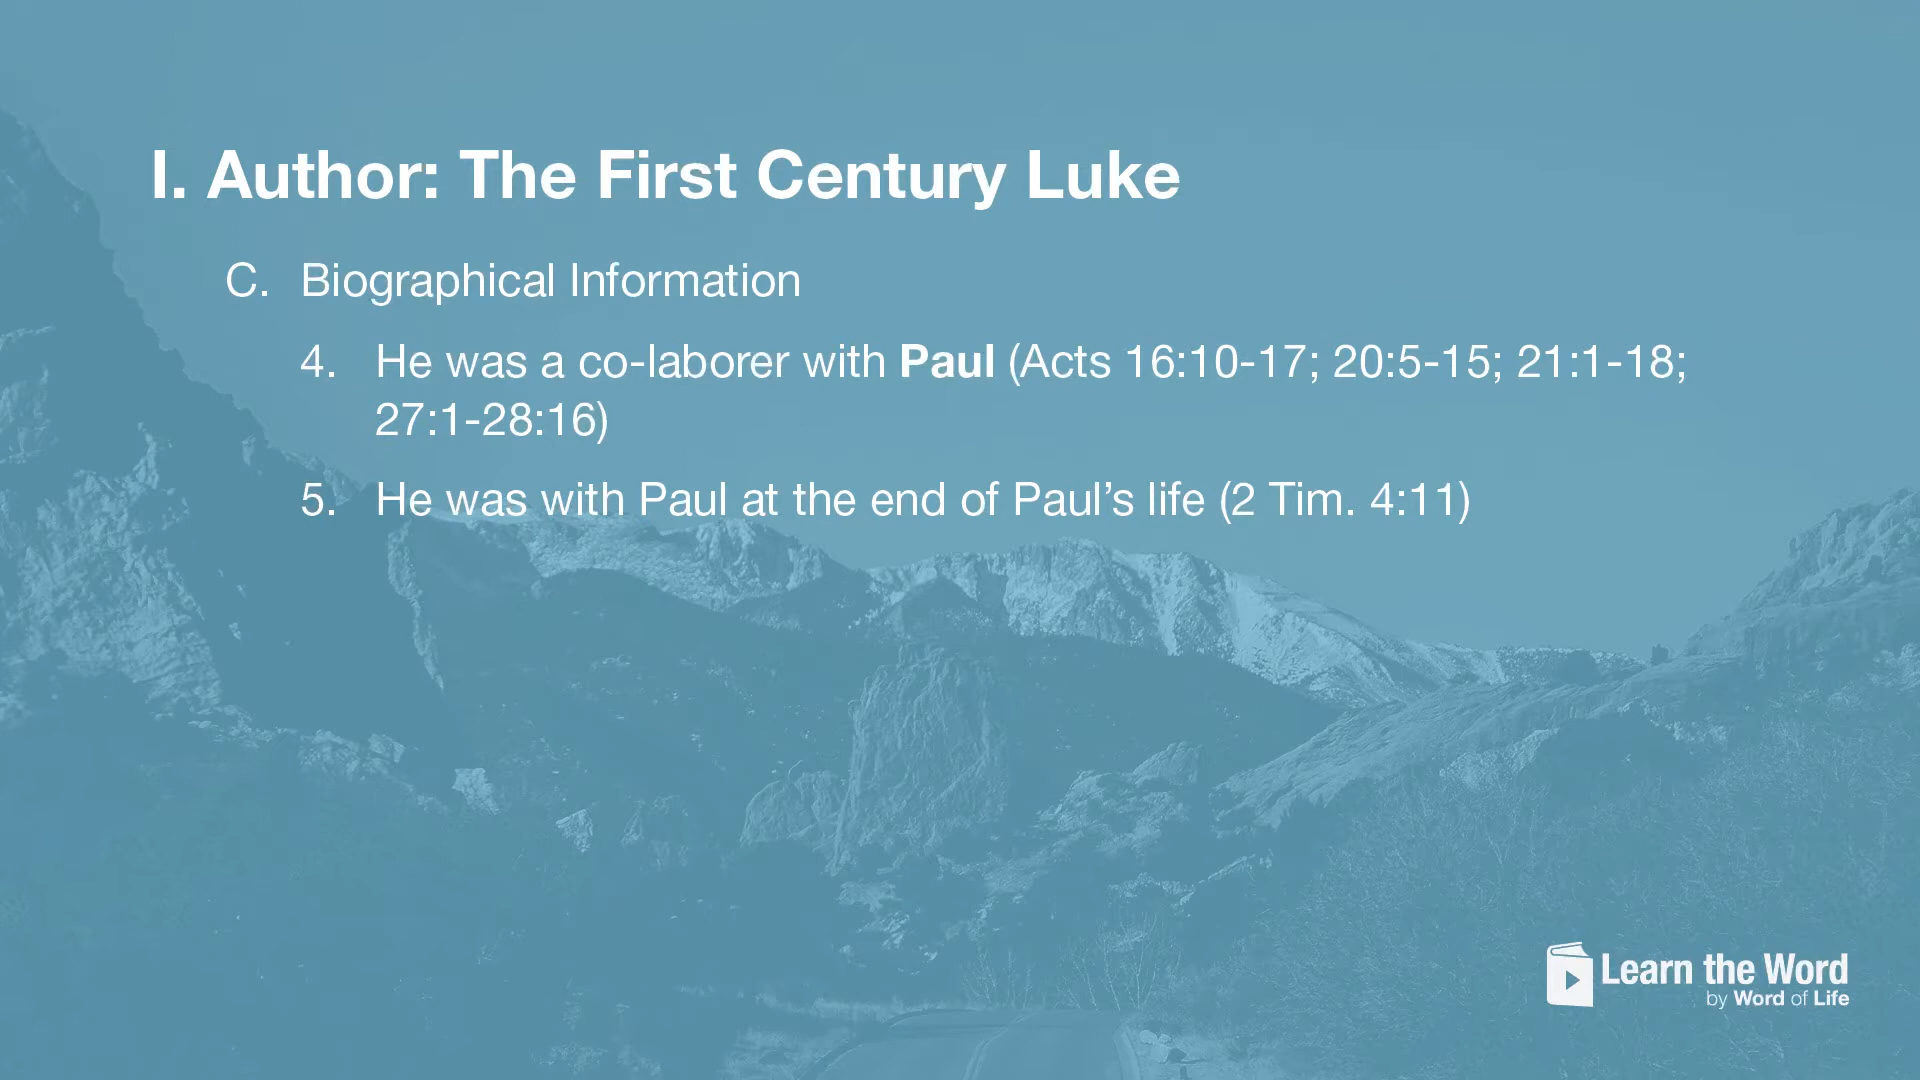 I. Author: The First Century Luke
C. Biographical Information
4. He was a co-laborer with Paul (Acts 16:10-17; 20:5-15; 21:1-18;
27:1-28:16)
5. He was with Paul at the end of Paul’s life (2 Tim. 4:11)
Learn the Word
by Word of Life